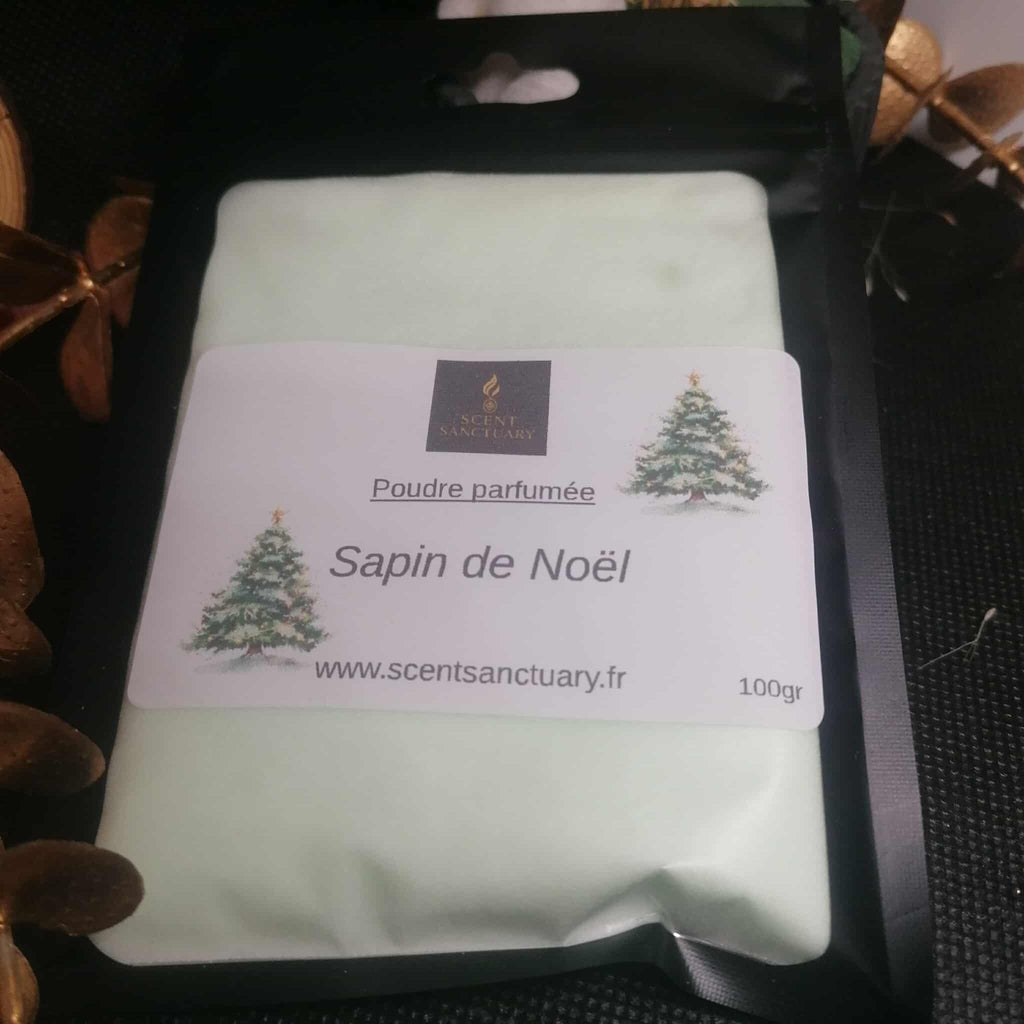 SCENT
SANCTUARY
Poudre parfumée
Sapin de Noël
www.scentsanctuary.fr
100gr